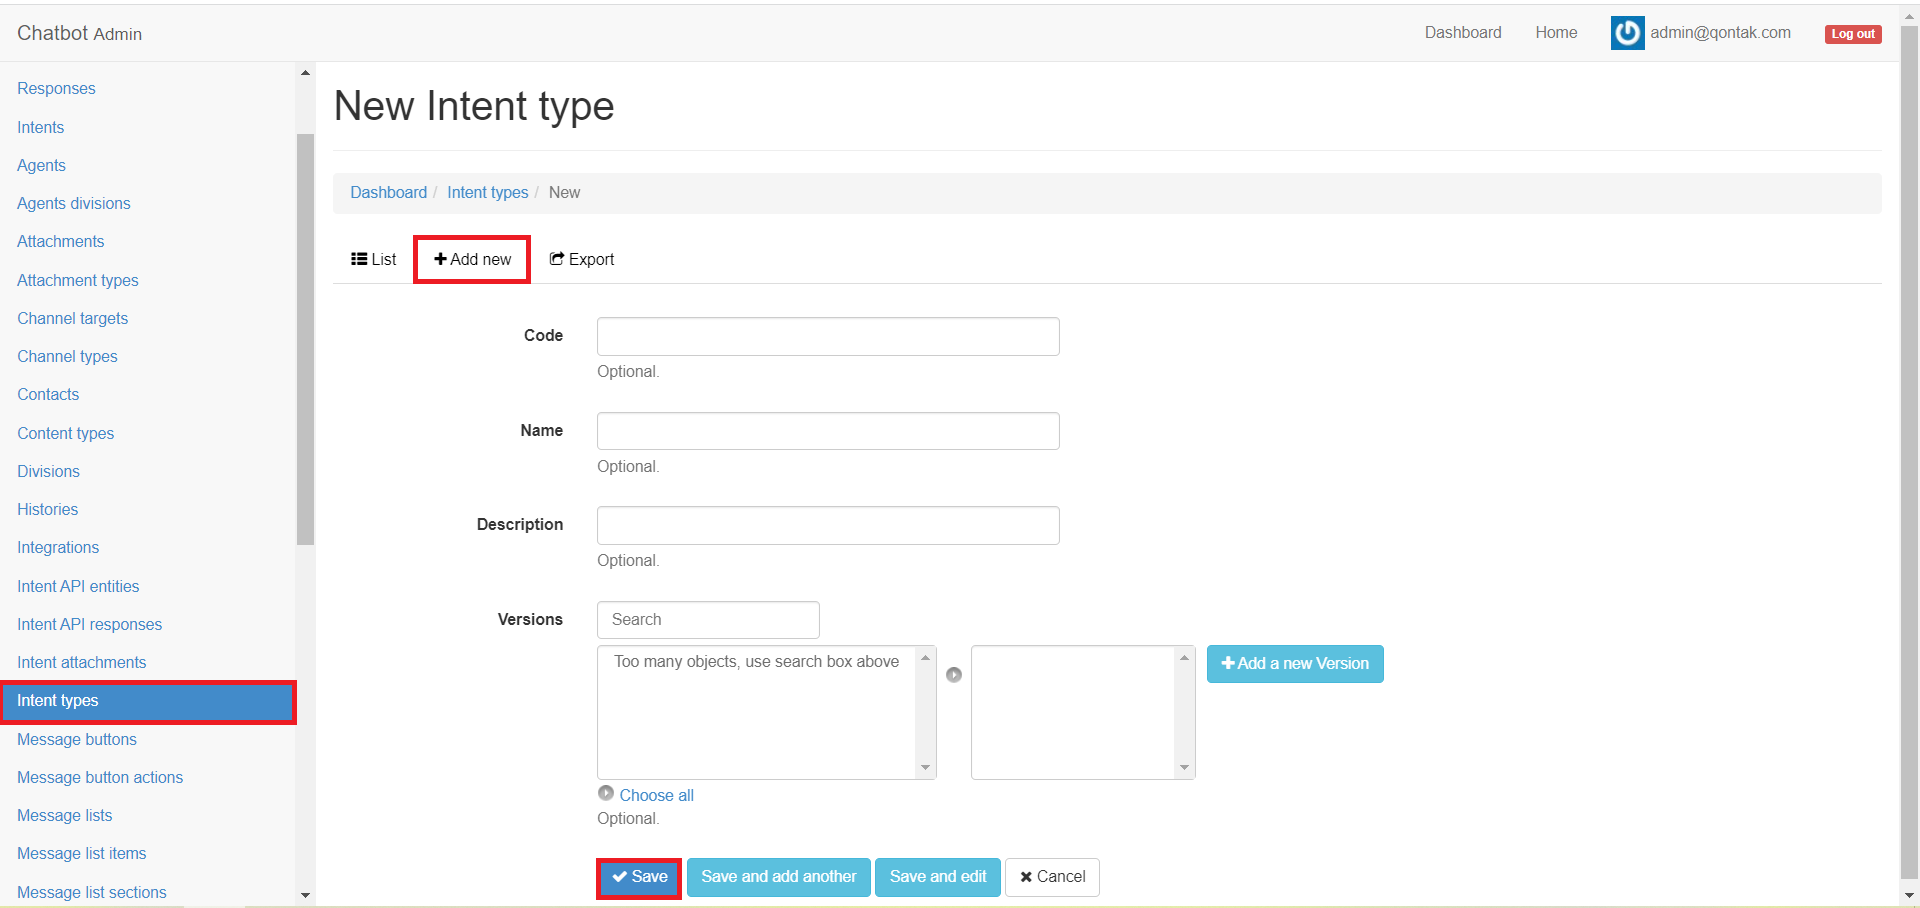 Chatbot Admin
Dashboard
Home
admin@qontak.com
Log out
Responses
Intents
Agents
Agents divisions
Attachments
Attachment types
Channel targets
Channel types
Contacts
Content types
Divisions
Histories
Integrations
Intent API entities
Intent API responses
Intent attachments
Intent types
Message buttons
Message button actions
Message lists
Message list items
Message list sections
New Intent type
Dashboard / Intent types / New
List
Add new
Export
Code
Optional.
Name
Optional.
Description
Optional.
Versions
Search
Too many objects, use search box above
Add a new Version
Choose all
Optional.
Save
Save and add another
Save and edit
Cancel